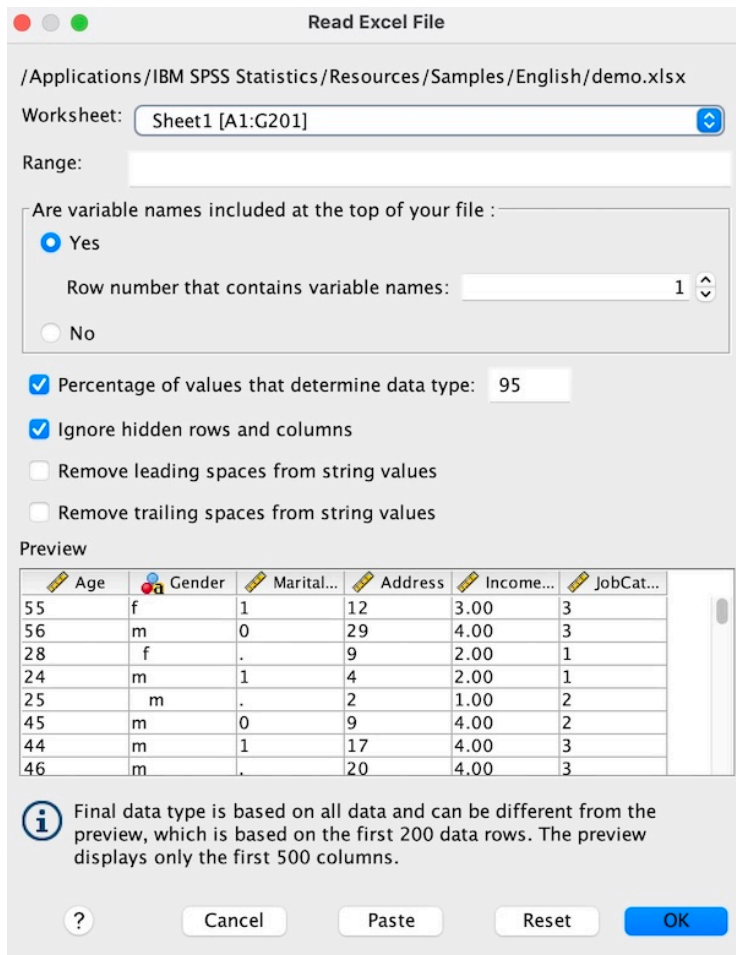 Read Excel File
/Applications/IBM SPSS Statistics/Resources/Samples/English/demo.xlsx
Worksheet: Sheet1 [A1:G201]
Range:
Are variable names included at the top of your file :
Yes
Row number that contains variable names: 1
No
Percentage of values that determine data type: 95
Ignore hidden rows and columns
Remove leading spaces from string values
Remove trailing spaces from string values
Preview
Age Gender Marital... Address Income... JobCat...
55 f 1 12 3.00 3
56 m 0 29 4.00 3
28 f . 9 2.00 1
24 m 1 4 2.00 1
25 m . 2 1.00 2
45 m 0 9 4.00 2
44 m 1 17 4.00 3
46 m . 20 4.00 3
Final data type is based on all data and can be different from the
preview, which is based on the first 200 data rows. The preview
displays only the first 500 columns.
? Cancel Paste Reset OK